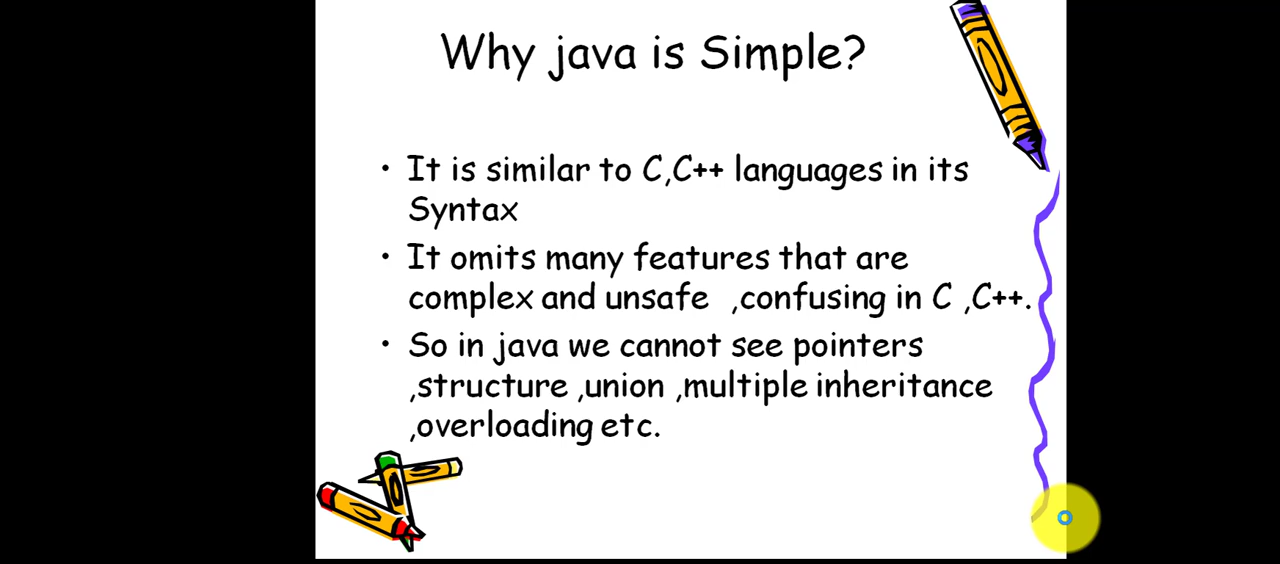 Why java is Simple?
• It is similar to C,C++ languages in its
Syntax
• It omits many features that are
complex and unsafe ,confusing in C ,C++.
• So in java we cannot see pointers
,structure ,union ,multiple inheritance
,overloading etc.